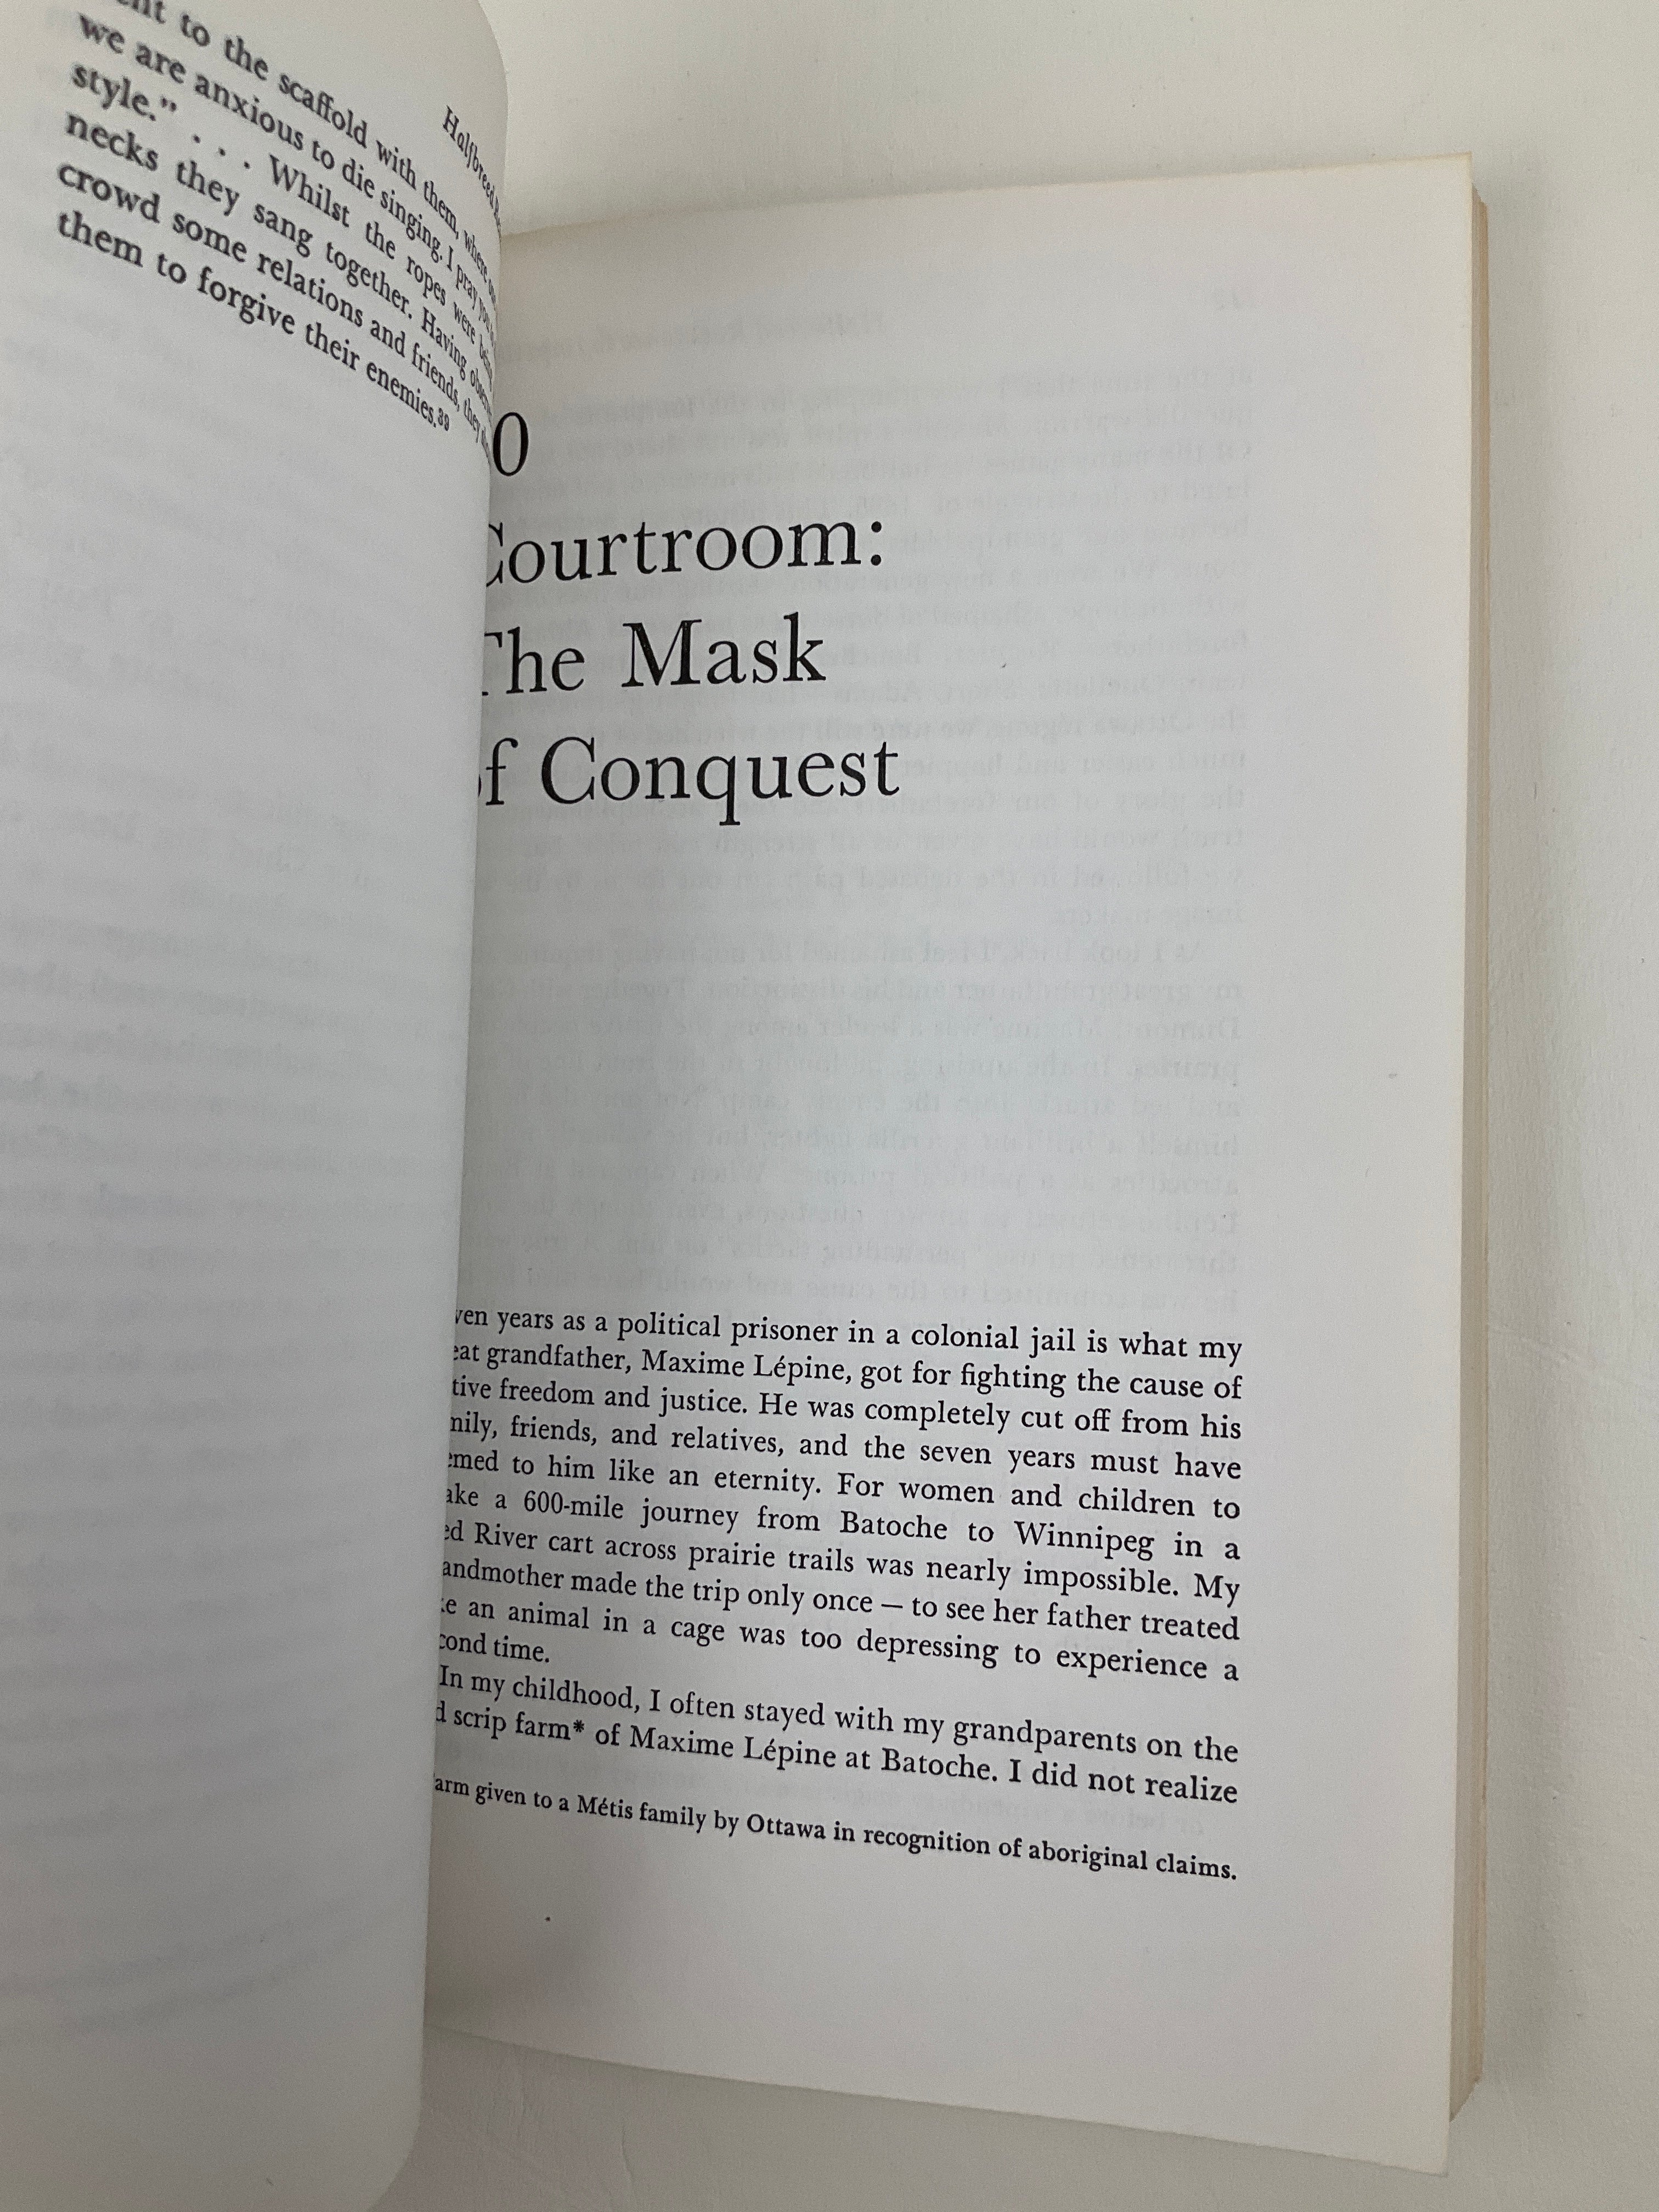 to the scaffold with them, where
we are anxious to die singing. I pray you
style." . . . Whilst the ropes were being
necks they sang together. Having
crowd some relations and friends, they
them to forgive their enemies.³⁹
Halfbreed
0
Courtroom:
The Mask
of Conquest
ven years as a political prisoner in a colonial jail is what my
eat grandfather, Maxime Lépine, got for fighting the cause of
tive freedom and justice. He was completely cut off from his
mily, friends, and relatives, and the seven years must have
emed to him like an eternity. For women and children to
ake a 600-mile journey from Batoche to Winnipeg in a
ed River cart across prairie trails was nearly impossible. My
andmother made the trip only once — to see her father treated
ke an animal in a cage was too depressing to experience a
cond time.
In my childhood, I often stayed with my grandparents on the
d scrip farm* of Maxime Lépine at Batoche. I did not realize
arm given to a Métis family by Ottawa in recognition of aboriginal claims.